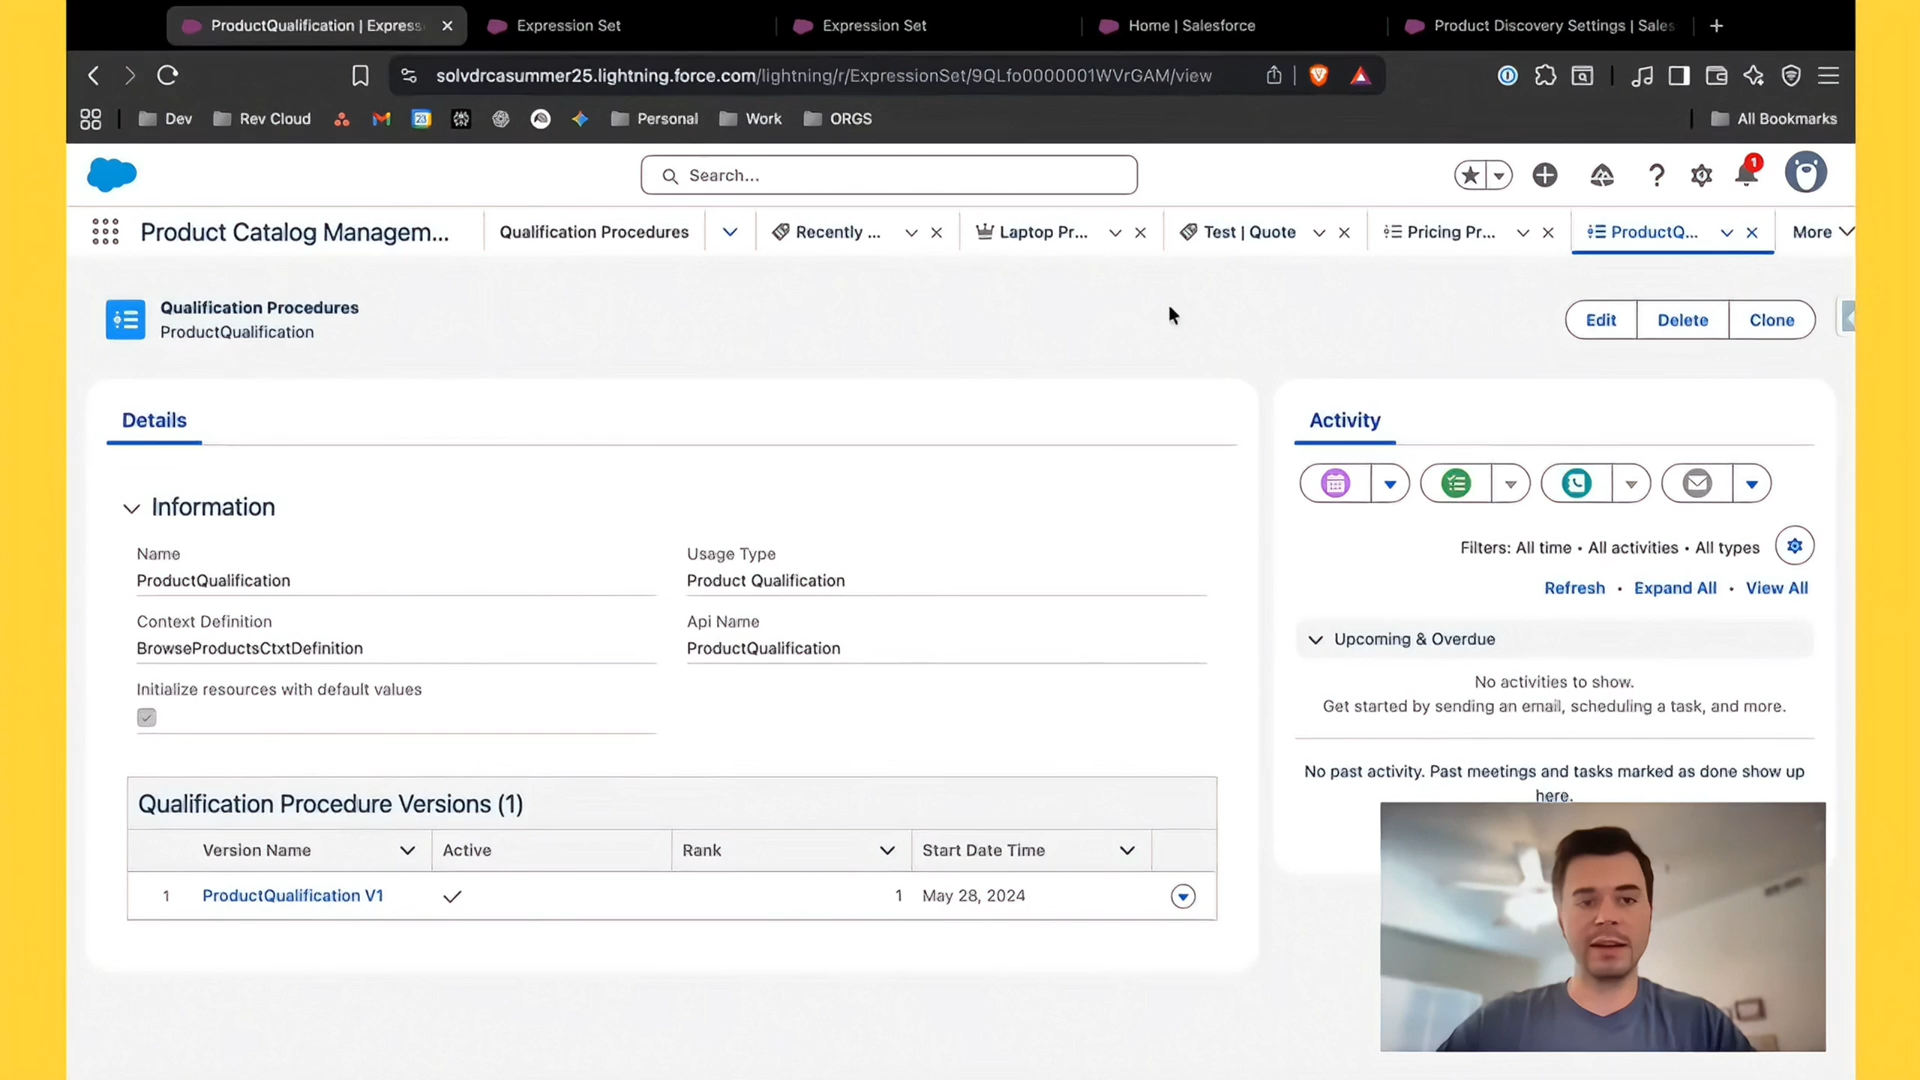 ProductQualification | Express
Expression Set
Expression Set
Home | Salesforce
Product Discovery Settings | Sales
solvdrcasummer25.lightning.force.com/lightning/r/ExpressionSet/9QLfo0000001WVrGAM/view
Dev
Rev Cloud
Personal
Work
ORGS
All Bookmarks
Search...
1
Product Catalog Managem...
Qualification Procedures
Recently ...
Laptop Pr...
Test | Quote
Pricing Pr...
ProductQ...
More
Qualification Procedures
ProductQualification
Edit
Delete
Clone
Details
Activity
Information
Name
ProductQualification
Usage Type
Product Qualification
Context Definition
BrowseProductsCtxtDefinition
Api Name
ProductQualification
Initialize resources with default values
Filters: All time • All activities • All types
Refresh • Expand All • View All
Upcoming & Overdue
No activities to show.
Get started by sending an email, scheduling a task, and more.
No past activity. Past meetings and tasks marked as done show up
here.
Qualification Procedure Versions (1)
Version Name
Active
Rank
Start Date Time
1
ProductQualification V1
1
May 28, 2024